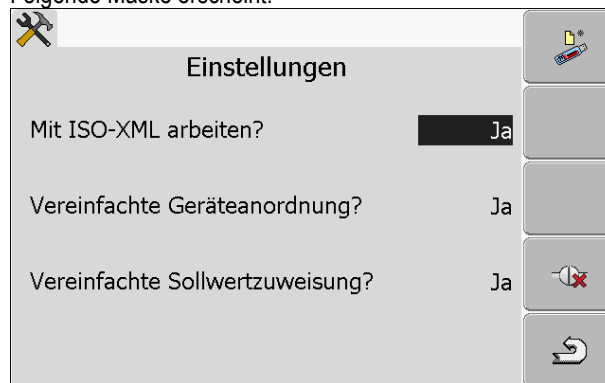 Folgende Maske erscheint:
Einstellungen
Mit ISO-XML arbeiten? Ja
Vereinfachte Geräteanordnung? Ja
Vereinfachte Sollwertzuweisung? Ja